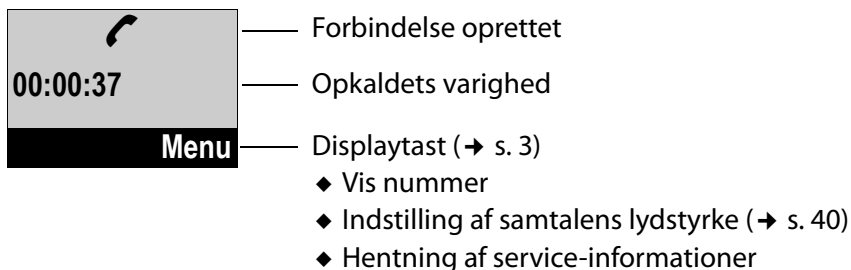 Forbindelse oprettet
00:00:37 Opkaldets varighed
Menu Displaytast (➔ s. 3)
◆ Vis nummer
◆ Indstilling af samtalens lydstyrke (➔ s. 40)
◆ Hentning af service-informationer